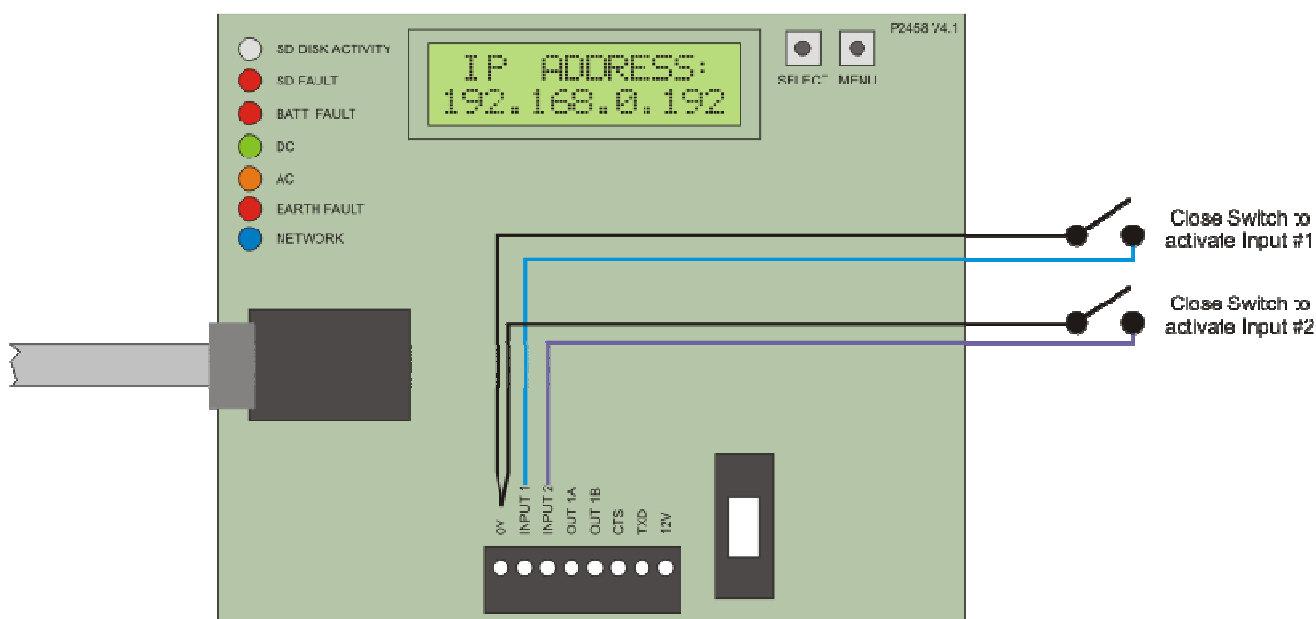 P2458 V4.1
SD DISK ACTIVITY
SD FAULT
BATT FAULT
DC
AC
EARTH FAULT
NETWORK
IP ADDRESS:
192.168.0.192
SELECT MENU
Close Switch to
activate Input #1
Close Switch to
activate Input #2
0V
INPUT 1
INPUT 2
OUT 1A
OUT 1B
CTS
TXD
12V